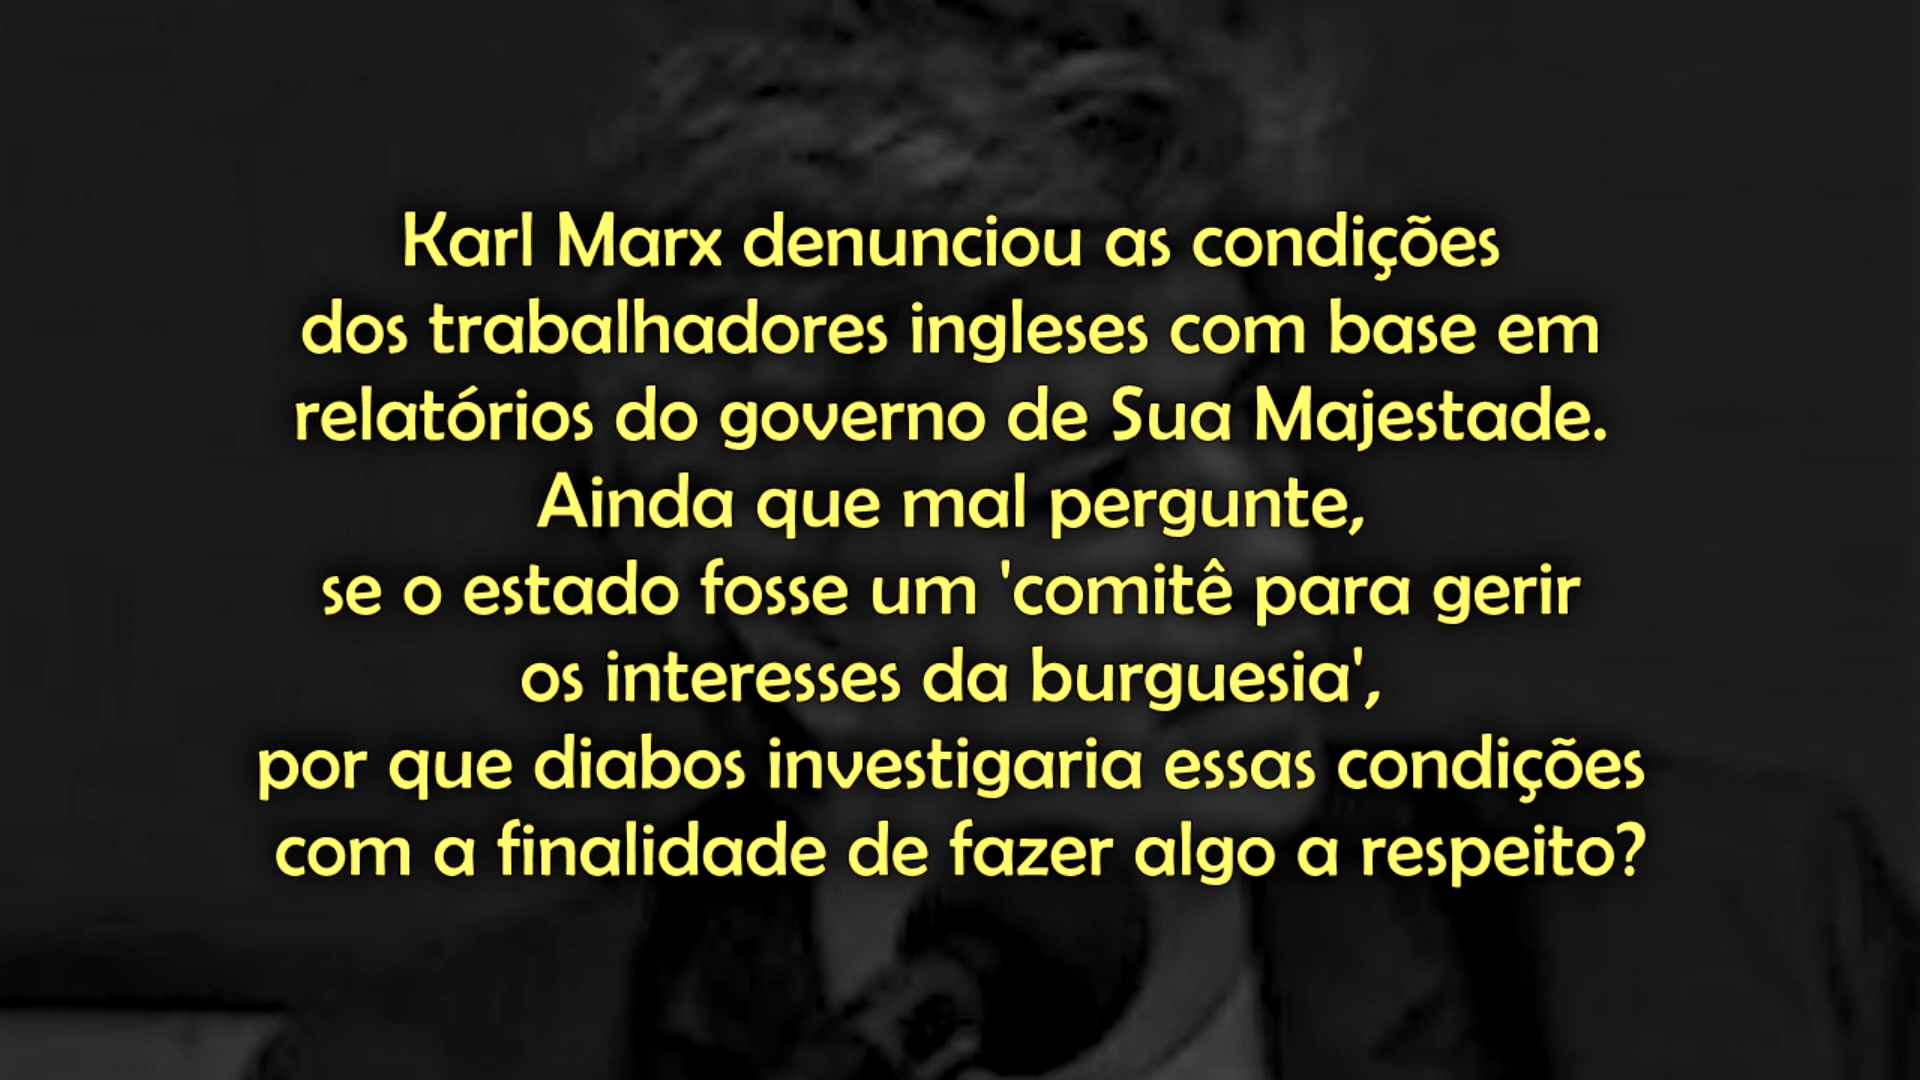 Karl Marx denunciou as condições
dos trabalhadores ingleses com base em
relatórios do governo de Sua Majestade.
Ainda que mal pergunte,
se o estado fosse um 'comitê para gerir
os interesses da burguesia',
por que diabos investigaria essas condições
com a finalidade de fazer algo a respeito?